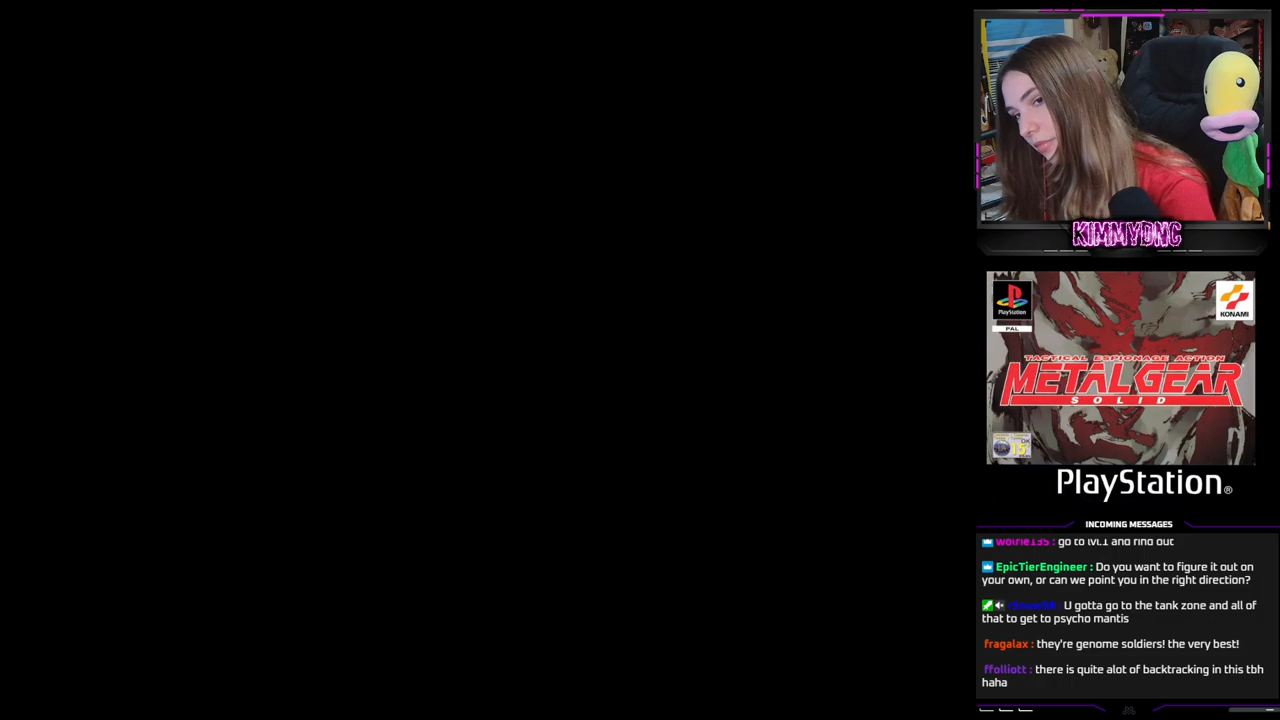 KIMMYDNC
PlayStation
PAL
KONAMI
TACTICAL ESPIONAGE ACTION
METAL GEAR
SOLID
15
PlayStation®
INCOMING MESSAGES
wolfie135 : go to lvl.1 and find out
EpicTierEngineer : Do you want to figure it out on
your own, or can we point you in the right direction?
U gotta go to the tank zone and all of
that to get to psycho mantis
fragalax : they're genome soldiers! the very best!
ffolliott : there is quite alot of backtracking in this tbh
haha